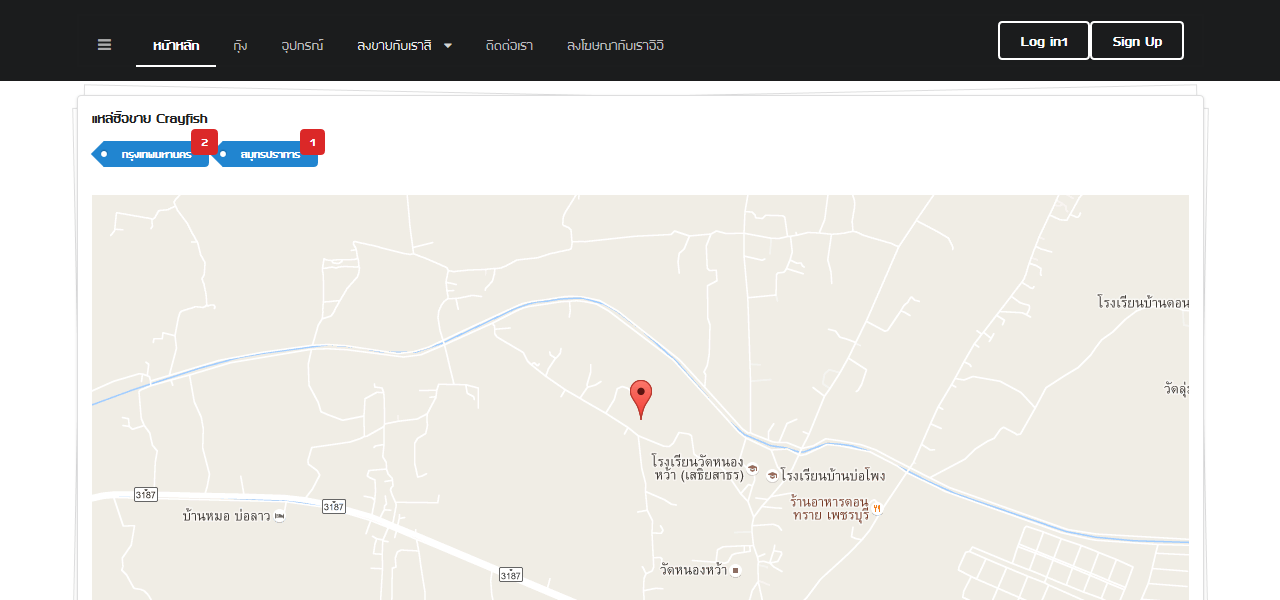 หน้าหลัก กุ้ง อุปกรณ์ ลงขายกับเราสิ ติดต่อเรา ลงโฆษณากับเราอิอิ Log in1 Sign Up
แหล่ซื้อขาย Crayfish
กรุงเทพมหานคร 2 สมุทรปราการ 1
โรงเรียนบ้านดอน
วัดลุ่ม
โรงเรียนวัดหนอง
หว้า (เสธิยสาธร)
โรงเรียนบ้านบ่อโพง
3187
3187
ร้านอาหารดอน
ทราย เพชรบุรี
บ้านหมอ บ่อลาว
วัดหนองหว้า
3187